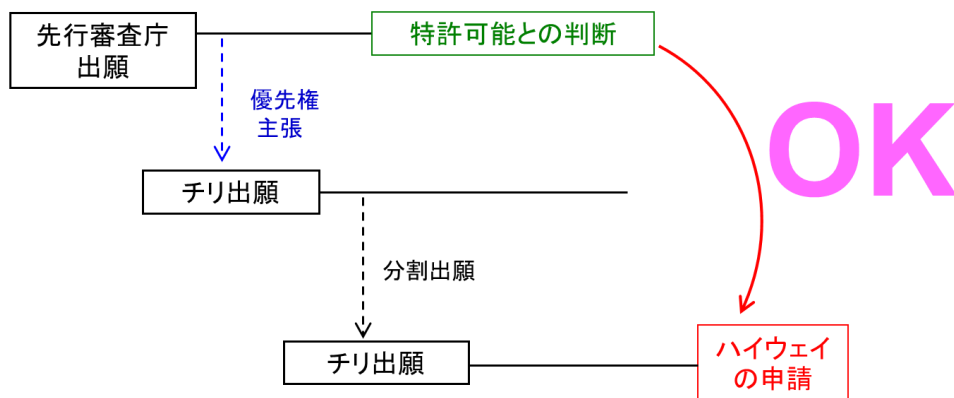 先行審査庁
出願
特許可能との判断
優先権
主張
OK
チリ出願
分割出願
チリ出願
ハイウェイ
の申請